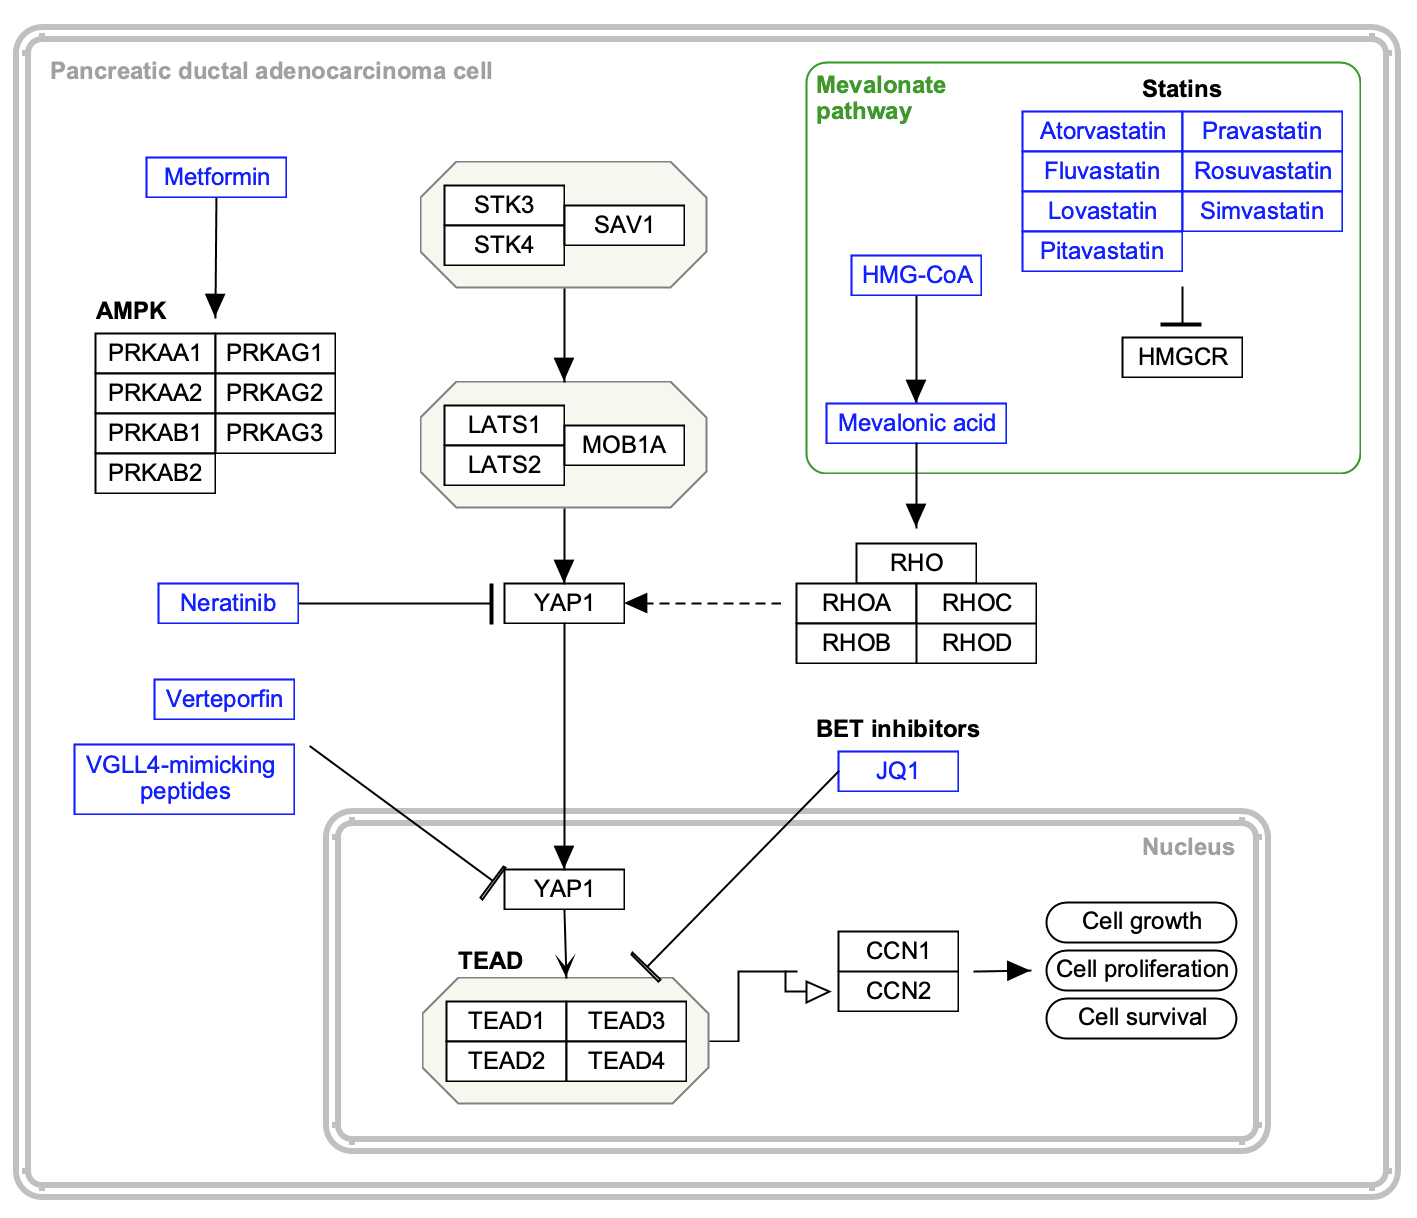 Pancreatic ductal adenocarcinoma cell
Mevalonate
pathway
Statins
Atorvastatin
Pravastatin
Fluvastatin
Rosuvastatin
Lovastatin
Simvastatin
Pitavastatin
HMGCR
HMG-CoA
Mevalonic acid
Metformin
AMPK
PRKAA1
PRKAG1
PRKAA2
PRKAG2
PRKAB1
PRKAG3
PRKAB2
STK3
STK4
SAV1
LATS1
LATS2
MOB1A
Neratinib
YAP1
RHO
RHOA
RHOC
RHOB
RHOD
Verteporfin
VGLL4-mimicking
peptides
BET inhibitors
JQ1
Nucleus
YAP1
TEAD
TEAD1
TEAD3
TEAD2
TEAD4
CCN1
CCN2
Cell growth
Cell proliferation
Cell survival